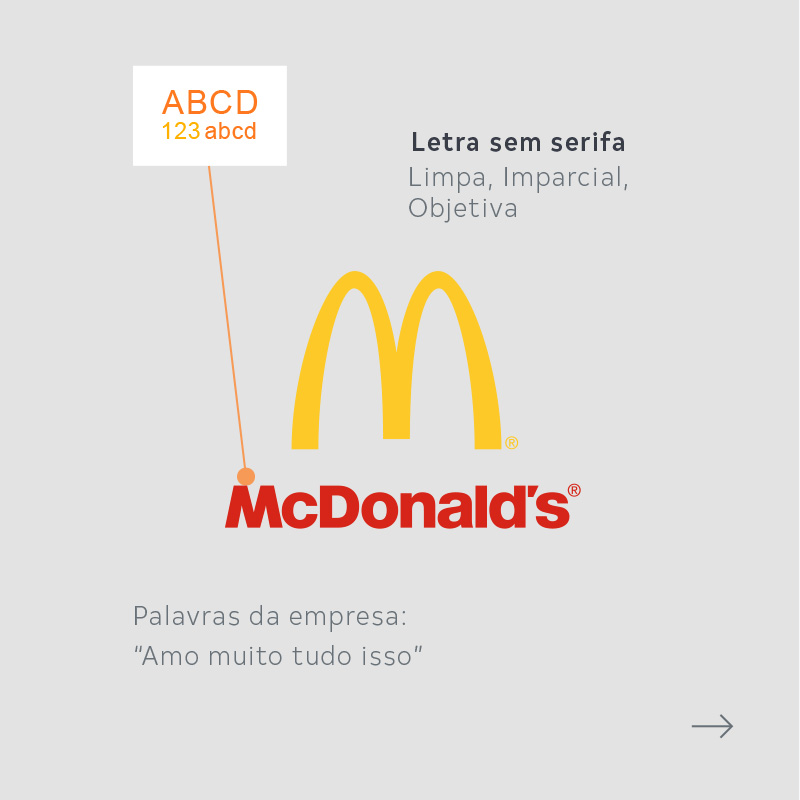 ABCD
123 abcd
Letra sem serifa
Limpa, Imparcial,
Objetiva
®
McDonald's®
Palavras da empresa:
“Amo muito tudo isso”